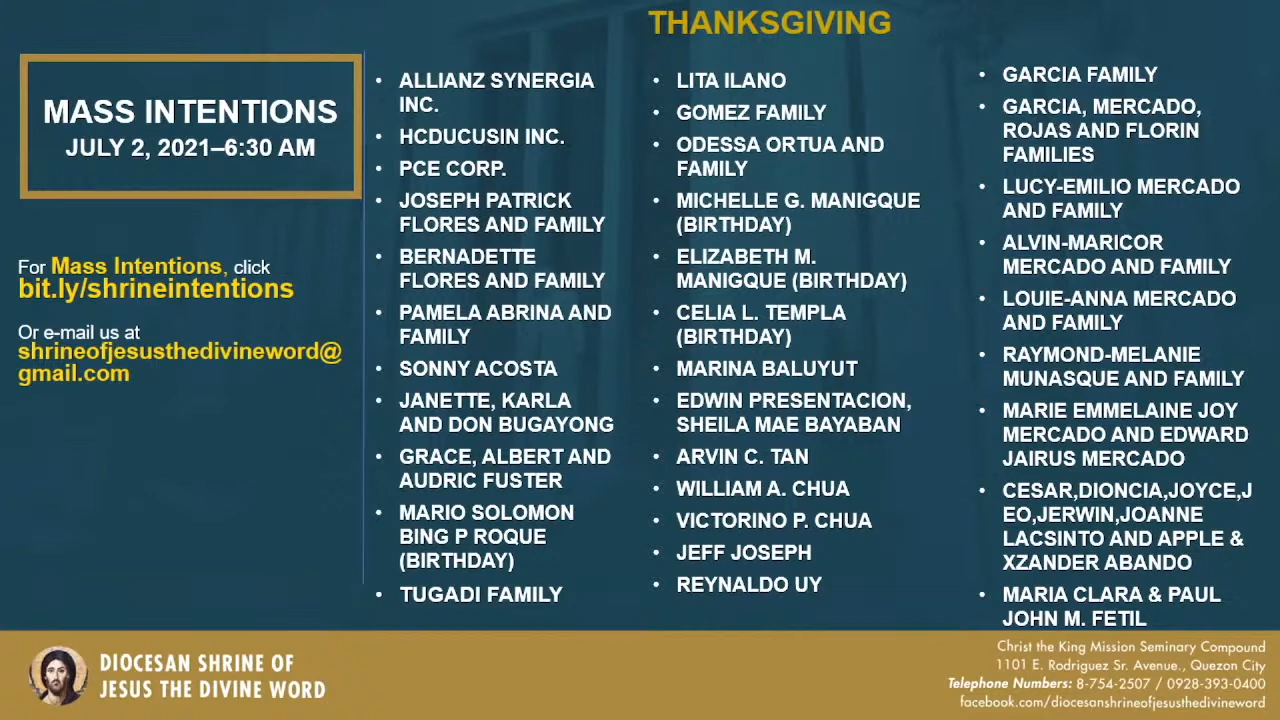 THANKSGIVING
MASS INTENTIONS
JULY 2, 2021–6:30 AM
For Mass Intentions, click
bit.ly/shrineintentions
Or e-mail us at
shrineofjesusthedivineword@
gmail.com
• ALLIANZ SYNERGIA
INC.
• HCDUCUSIN INC.
• PCE CORP.
• JOSEPH PATRICK
FLORES AND FAMILY
• BERNADETTE
FLORES AND FAMILY
• PAMELA ABRINA AND
FAMILY
• SONNY ACOSTA
• JANETTE, KARLA
AND DON BUGAYONG
• GRACE, ALBERT AND
AUDRIC FUSTER
• MARIO SOLOMON
BING P ROQUE
(BIRTHDAY)
• TUGADI FAMILY
• LITA ILANO
• GOMEZ FAMILY
• ODESSA ORTUA AND
FAMILY
• MICHELLE G. MANIGQUE
(BIRTHDAY)
• ELIZABETH M.
MANIGQUE (BIRTHDAY)
• CELIA L. TEMPLA
(BIRTHDAY)
• MARINA BALUYUT
• EDWIN PRESENTACION,
SHEILA MAE BAYABAN
• ARVIN C. TAN
• WILLIAM A. CHUA
• VICTORINO P. CHUA
• JEFF JOSEPH
• REYNALDO UY
• GARCIA FAMILY
• GARCIA, MERCADO,
ROJAS AND FLORIN
FAMILIES
• LUCY-EMILIO MERCADO
AND FAMILY
• ALVIN-MARICOR
MERCADO AND FAMILY
• LOUIE-ANNA MERCADO
AND FAMILY
• RAYMOND-MELANIE
MUNASQUE AND FAMILY
• MARIE EMMELAINE JOY
MERCADO AND EDWARD
JAIRUS MERCADO
• CESAR,DIONCIA,JOYCE,J
EO,JERWIN,JOANNE
LACSINTO AND APPLE &
XZANDER ABANDO
• MARIA CLARA & PAUL
JOHN M. FETIL
DIOCESAN SHRINE OF
JESUS THE DIVINE WORD
Christ the King Mission Seminary Compound
1101 E. Rodriguez Sr. Avenue., Quezon City
Telephone Numbers: 8-754-2507 / 0928-393-0400
facebook.com/diocesanshrineofjesusthedivineword